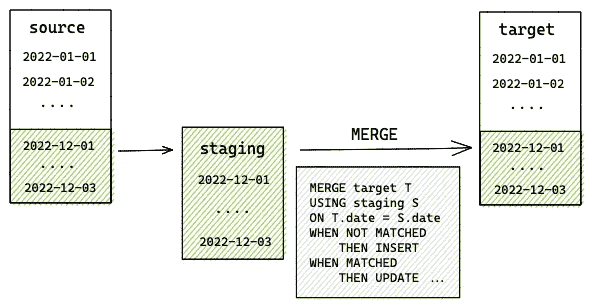 source
2022-01-01
2022-01-02
....
2022-12-01
....
2022-12-03
staging
2022-12-01
....
2022-12-03
MERGE
MERGE target T
USING staging S
ON T.date = S.date
WHEN NOT MATCHED
THEN INSERT
WHEN MATCHED
THEN UPDATE ...
target
2022-01-01
2022-01-02
....
2022-12-01
....
2022-12-03